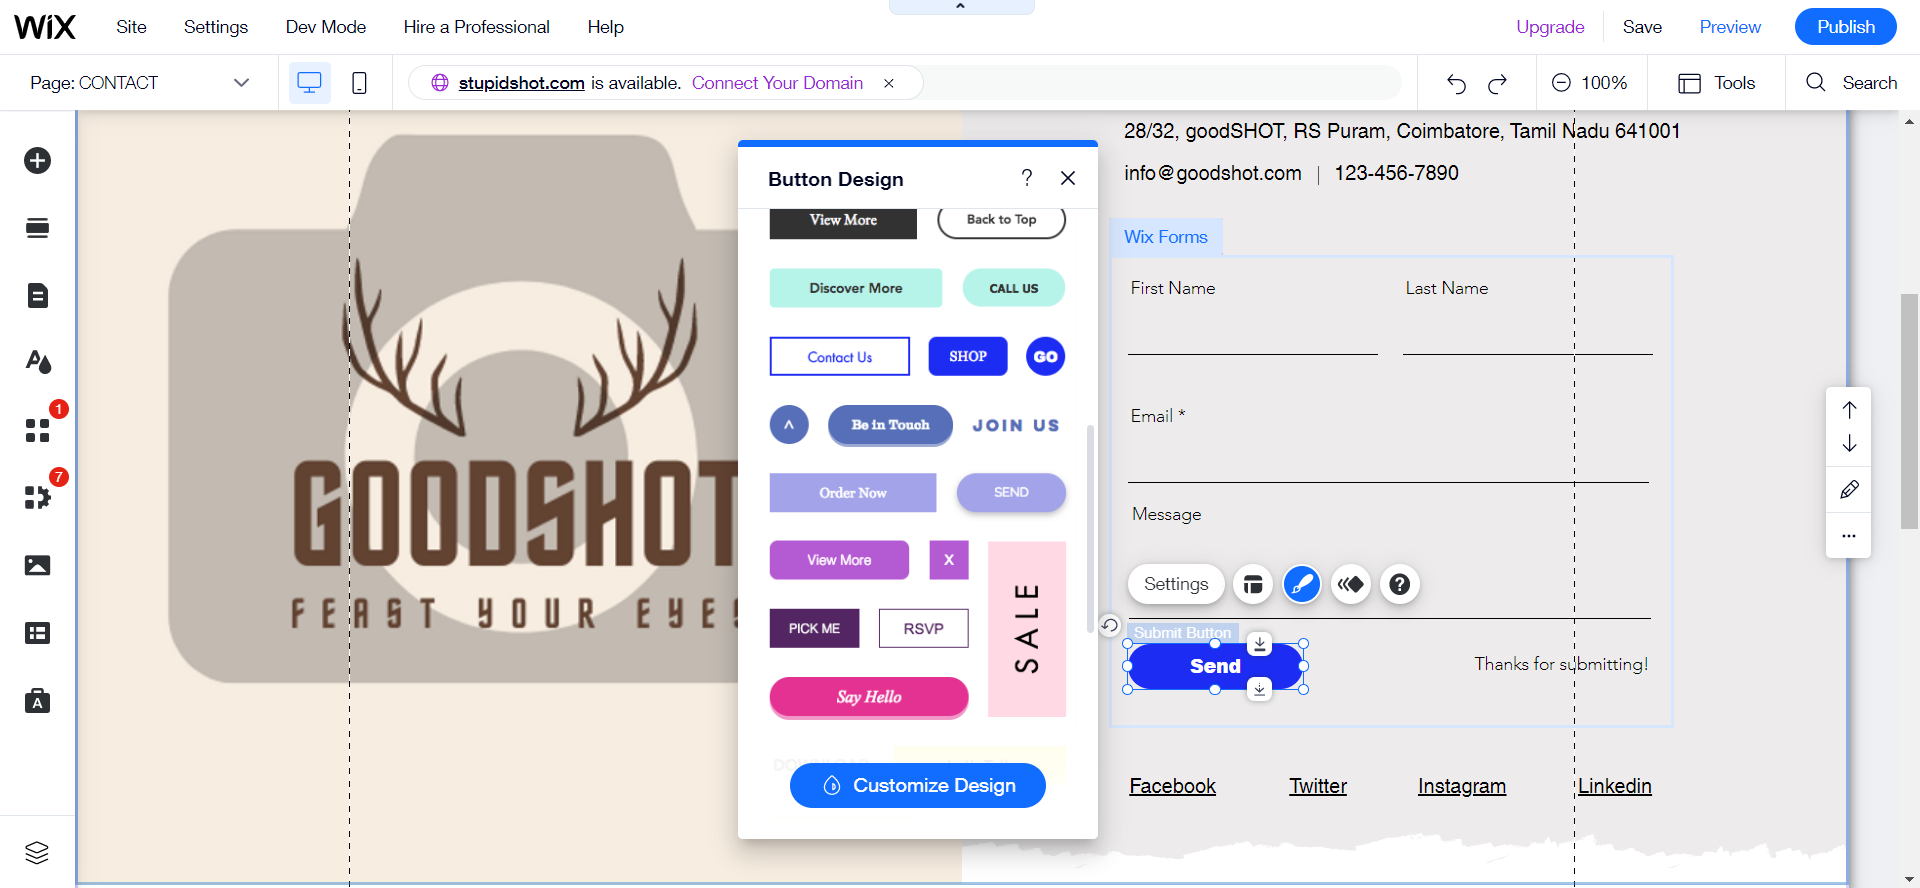 WiX
Site
Settings
Dev Mode
Hire a Professional
Help
Upgrade
Save
Preview
Publish
Page: CONTACT
stupidshot.com is available. Connect Your Domain
100%
Tools
Search
1
7
GOODSHOT
FEAST YOUR EYES
Button Design
?
View More
Back to Top
Discover More
CALL US
Contact Us
SHOP
GO
Be in Touch
JOIN US
Order Now
SEND
View More
X
SALE
PICK ME
RSVP
Say Hello
Customize Design
28/32, goodSHOT, RS Puram, Coimbatore, Tamil Nadu 641001
info@goodshot.com | 123-456-7890
Wix Forms
First Name
Last Name
Email *
Message
Settings
Submit Button
Send
Thanks for submitting!
Facebook
Twitter
Instagram
Linkedin